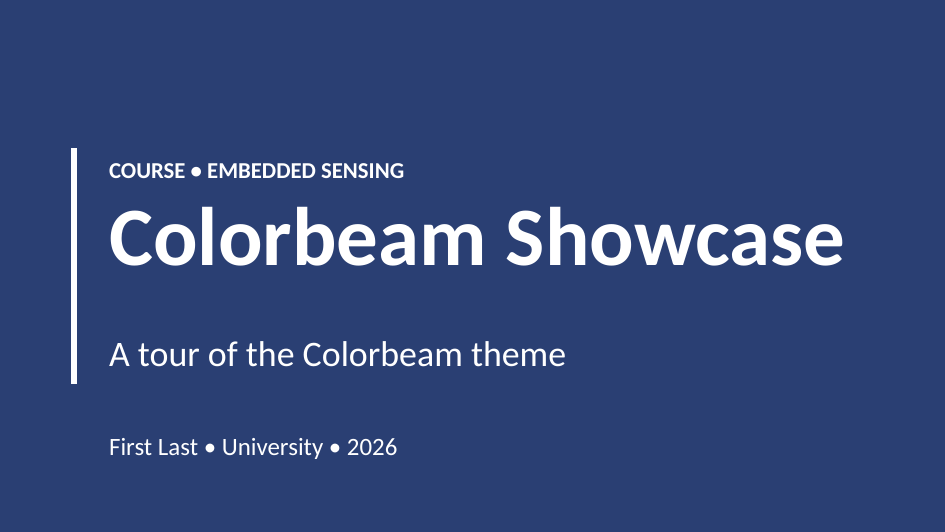 COURSE • EMBEDDED SENSING
Colorbeam Showcase
A tour of the Colorbeam theme
First Last • University • 2026